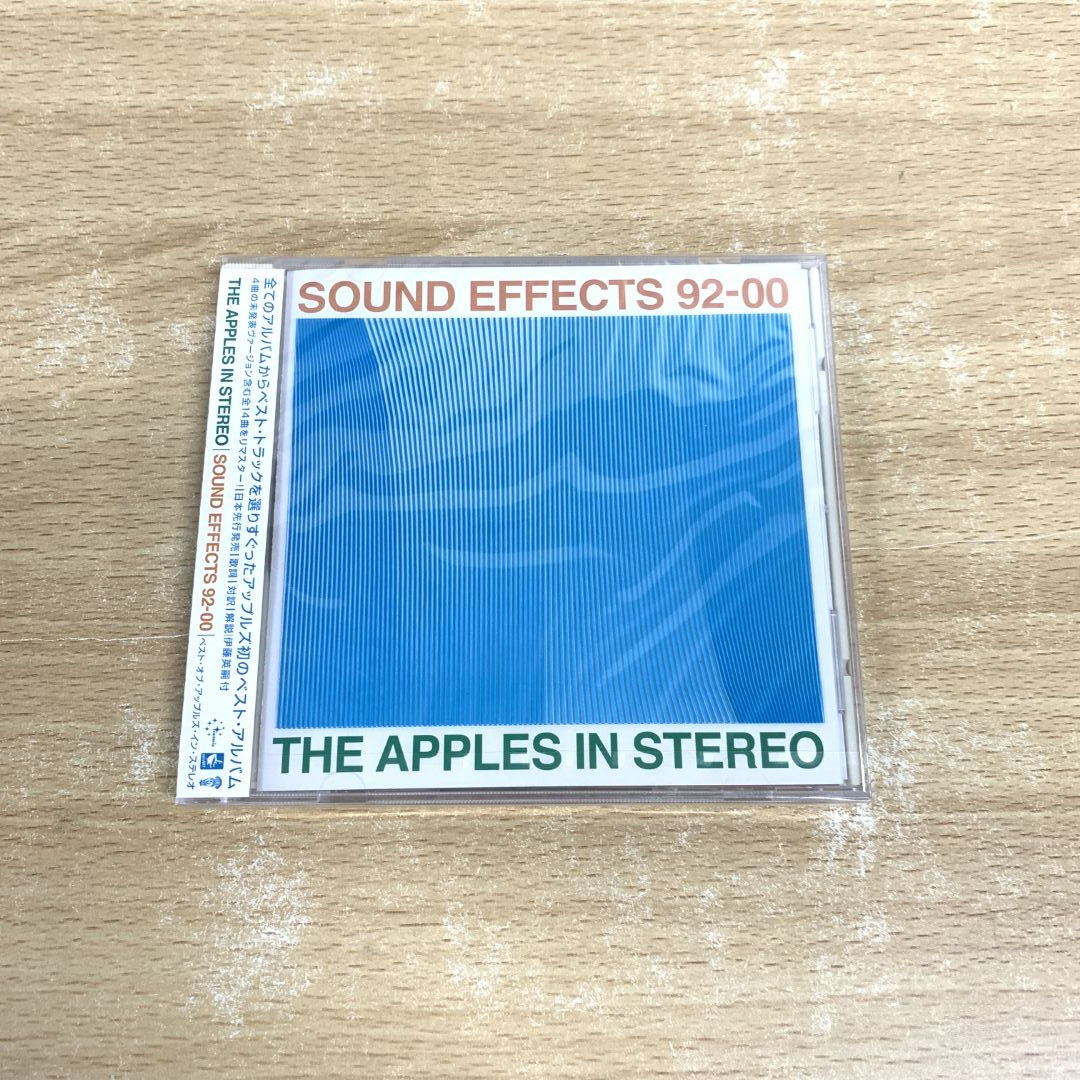 SOUND EFFECTS 92-00
THE APPLES IN STEREO
全てのアルバムからベスト・トラックを選りすぐったアップルズ初のベスト・アルバム
4曲の未発表ヴァージョン含む全14曲をリマスター!!日本先行発売|歌詞|対訳|解説|伊藤英嗣付
THE APPLES IN STEREO|SOUND EFFECTS 92-00|ベスト・オブ・アップルズ・イン・ステレオ